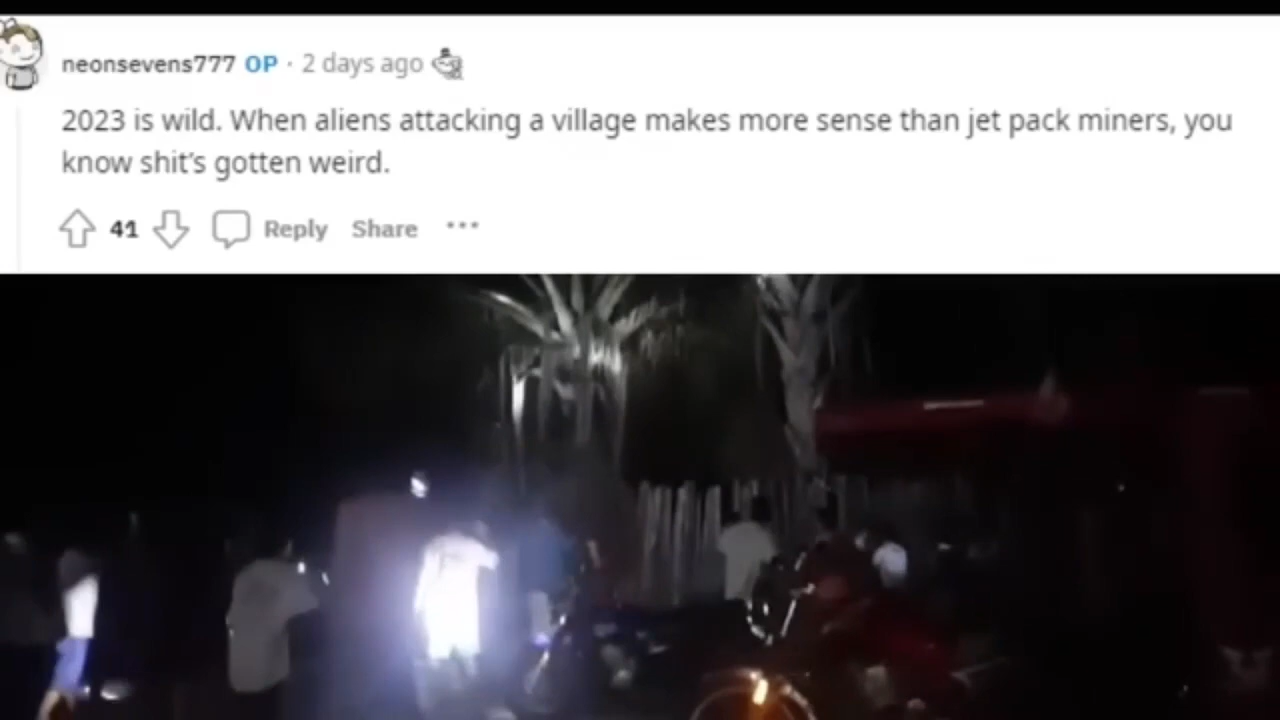 neonsevens777 OP · 2 days ago
2023 is wild. When aliens attacking a village makes more sense than jet pack miners, you
know shit's gotten weird.
41 Reply Share ···